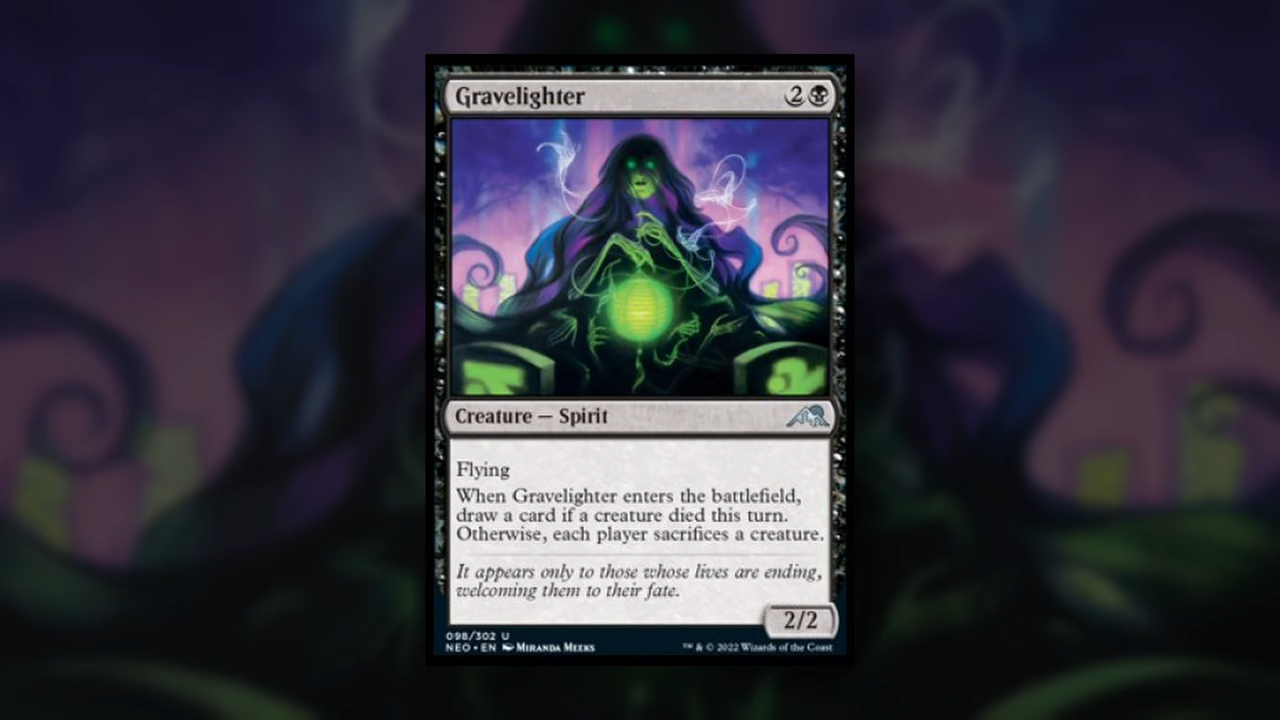 Gravelighter 2
Creature — Spirit
Flying
When Gravelighter enters the battlefield,
draw a card if a creature died this turn.
Otherwise, each player sacrifices a creature.
It appears only to those whose lives are ending,
welcoming them to their fate.
2/2
098/302 U
NEO • EN Miranda Meeks ™ & © 2022 Wizards of the Coast